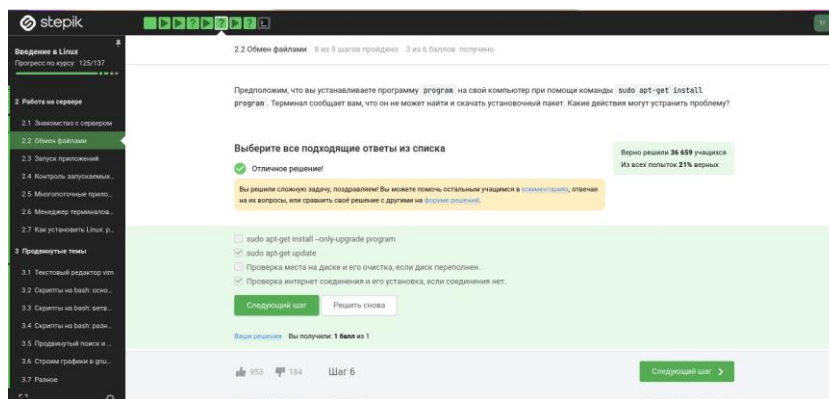 stepik
Введение в Linux
Прогресс по курсу: 125/137
2 Работа на сервере
2.1 Знакомство с сервером
2.2 Обмен файлами
2.3 Запуск приложений
2.4 Контроль запускаемых...
2.5 Многопоточные прило...
2.6 Менеджер терминалов...
2.7 Как установить Linux: р...
3 Продвинутые темы
3.1 Текстовый редактор vim
3.2 Скрипты на bash: осно...
3.3 Скрипты на bash: ветв...
3.4 Скрипты на bash: разн...
3.5 Продвинутый поиск и ...
3.6 Строим графики в gnu...
3.7 Разное
2.2 Обмен файлами 8 из 9 шагов пройдено 3 из 6 баллов получено
Предположим, что вы устанавливаете программу program на свой компьютер при помощи команды sudo apt-get install
program . Терминал сообщает вам, что он не может найти и скачать установочный пакет. Какие действия могут устранить проблему?
Выберите все подходящие ответы из списка
Отличное решение!
Верно решили 36 659 учащихся
Из всех попыток 21% верных
Вы решили сложную задачу, поздравляем! Вы можете помочь остальным учащимся в комментариях, отвечая
на их вопросы, или сравнить своё решение с другими на форуме решений.
sudo apt-get install –only-upgrade program
sudo apt-get update
Проверка места на диске и его очистка, если диск переполнен.
Проверка интернет соединения и его установка, если соединения нет.
Следующий шаг Решить снова
Ваши решения Вы получили: 1 балл из 1
953 184 Шаг 6
Следующий шаг